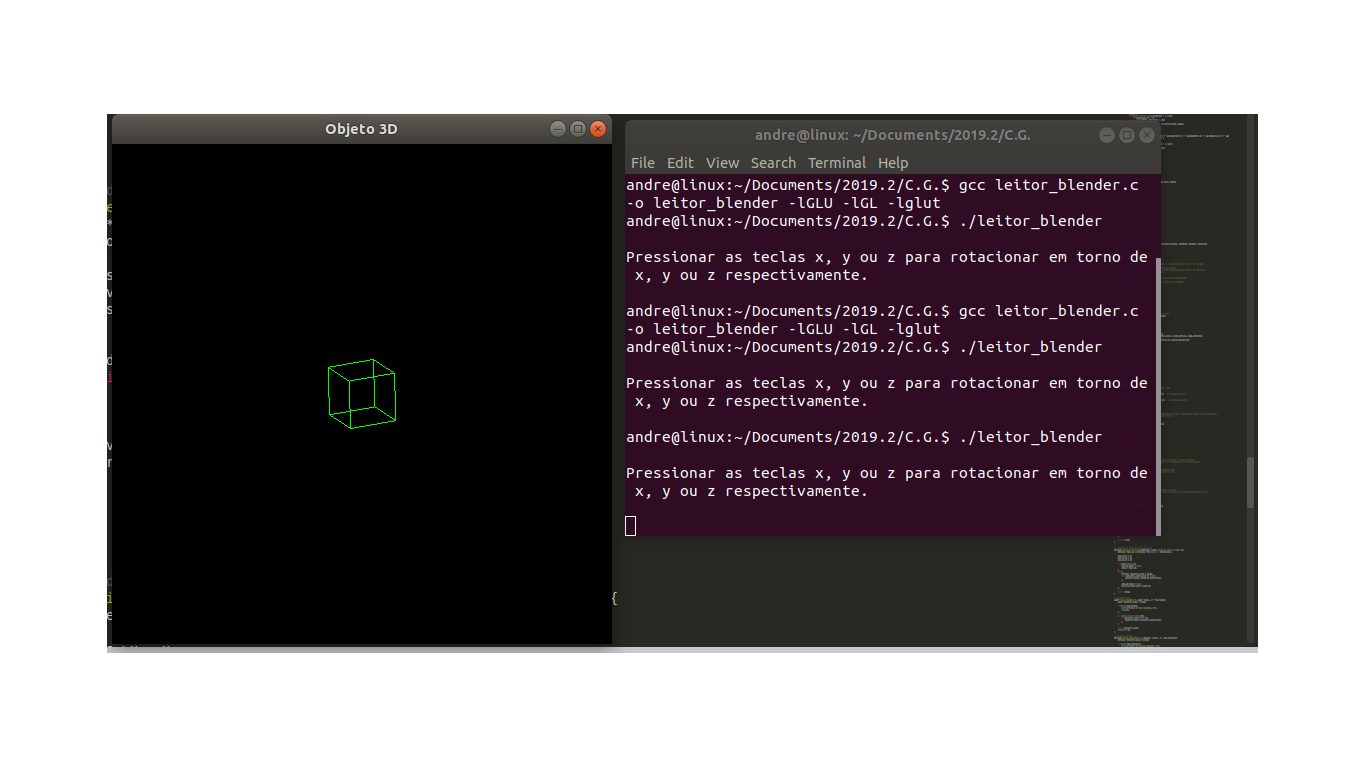 Objeto 3D
andre@linux: ~/Documents/2019.2/C.G.
File Edit View Search Terminal Help
andre@linux:~/Documents/2019.2/C.G.$ gcc leitor_blender.c
-o leitor_blender -lGLU -lGL -lglut
andre@linux:~/Documents/2019.2/C.G.$ ./leitor_blender
Pressionar as teclas x, y ou z para rotacionar em torno de
x, y ou z respectivamente.
andre@linux:~/Documents/2019.2/C.G.$ gcc leitor_blender.c
-o leitor_blender -lGLU -lGL -lglut
andre@linux:~/Documents/2019.2/C.G.$ ./leitor_blender
Pressionar as teclas x, y ou z para rotacionar em torno de
x, y ou z respectivamente.
andre@linux:~/Documents/2019.2/C.G.$ ./leitor_blender
Pressionar as teclas x, y ou z para rotacionar em torno de
x, y ou z respectivamente.
{